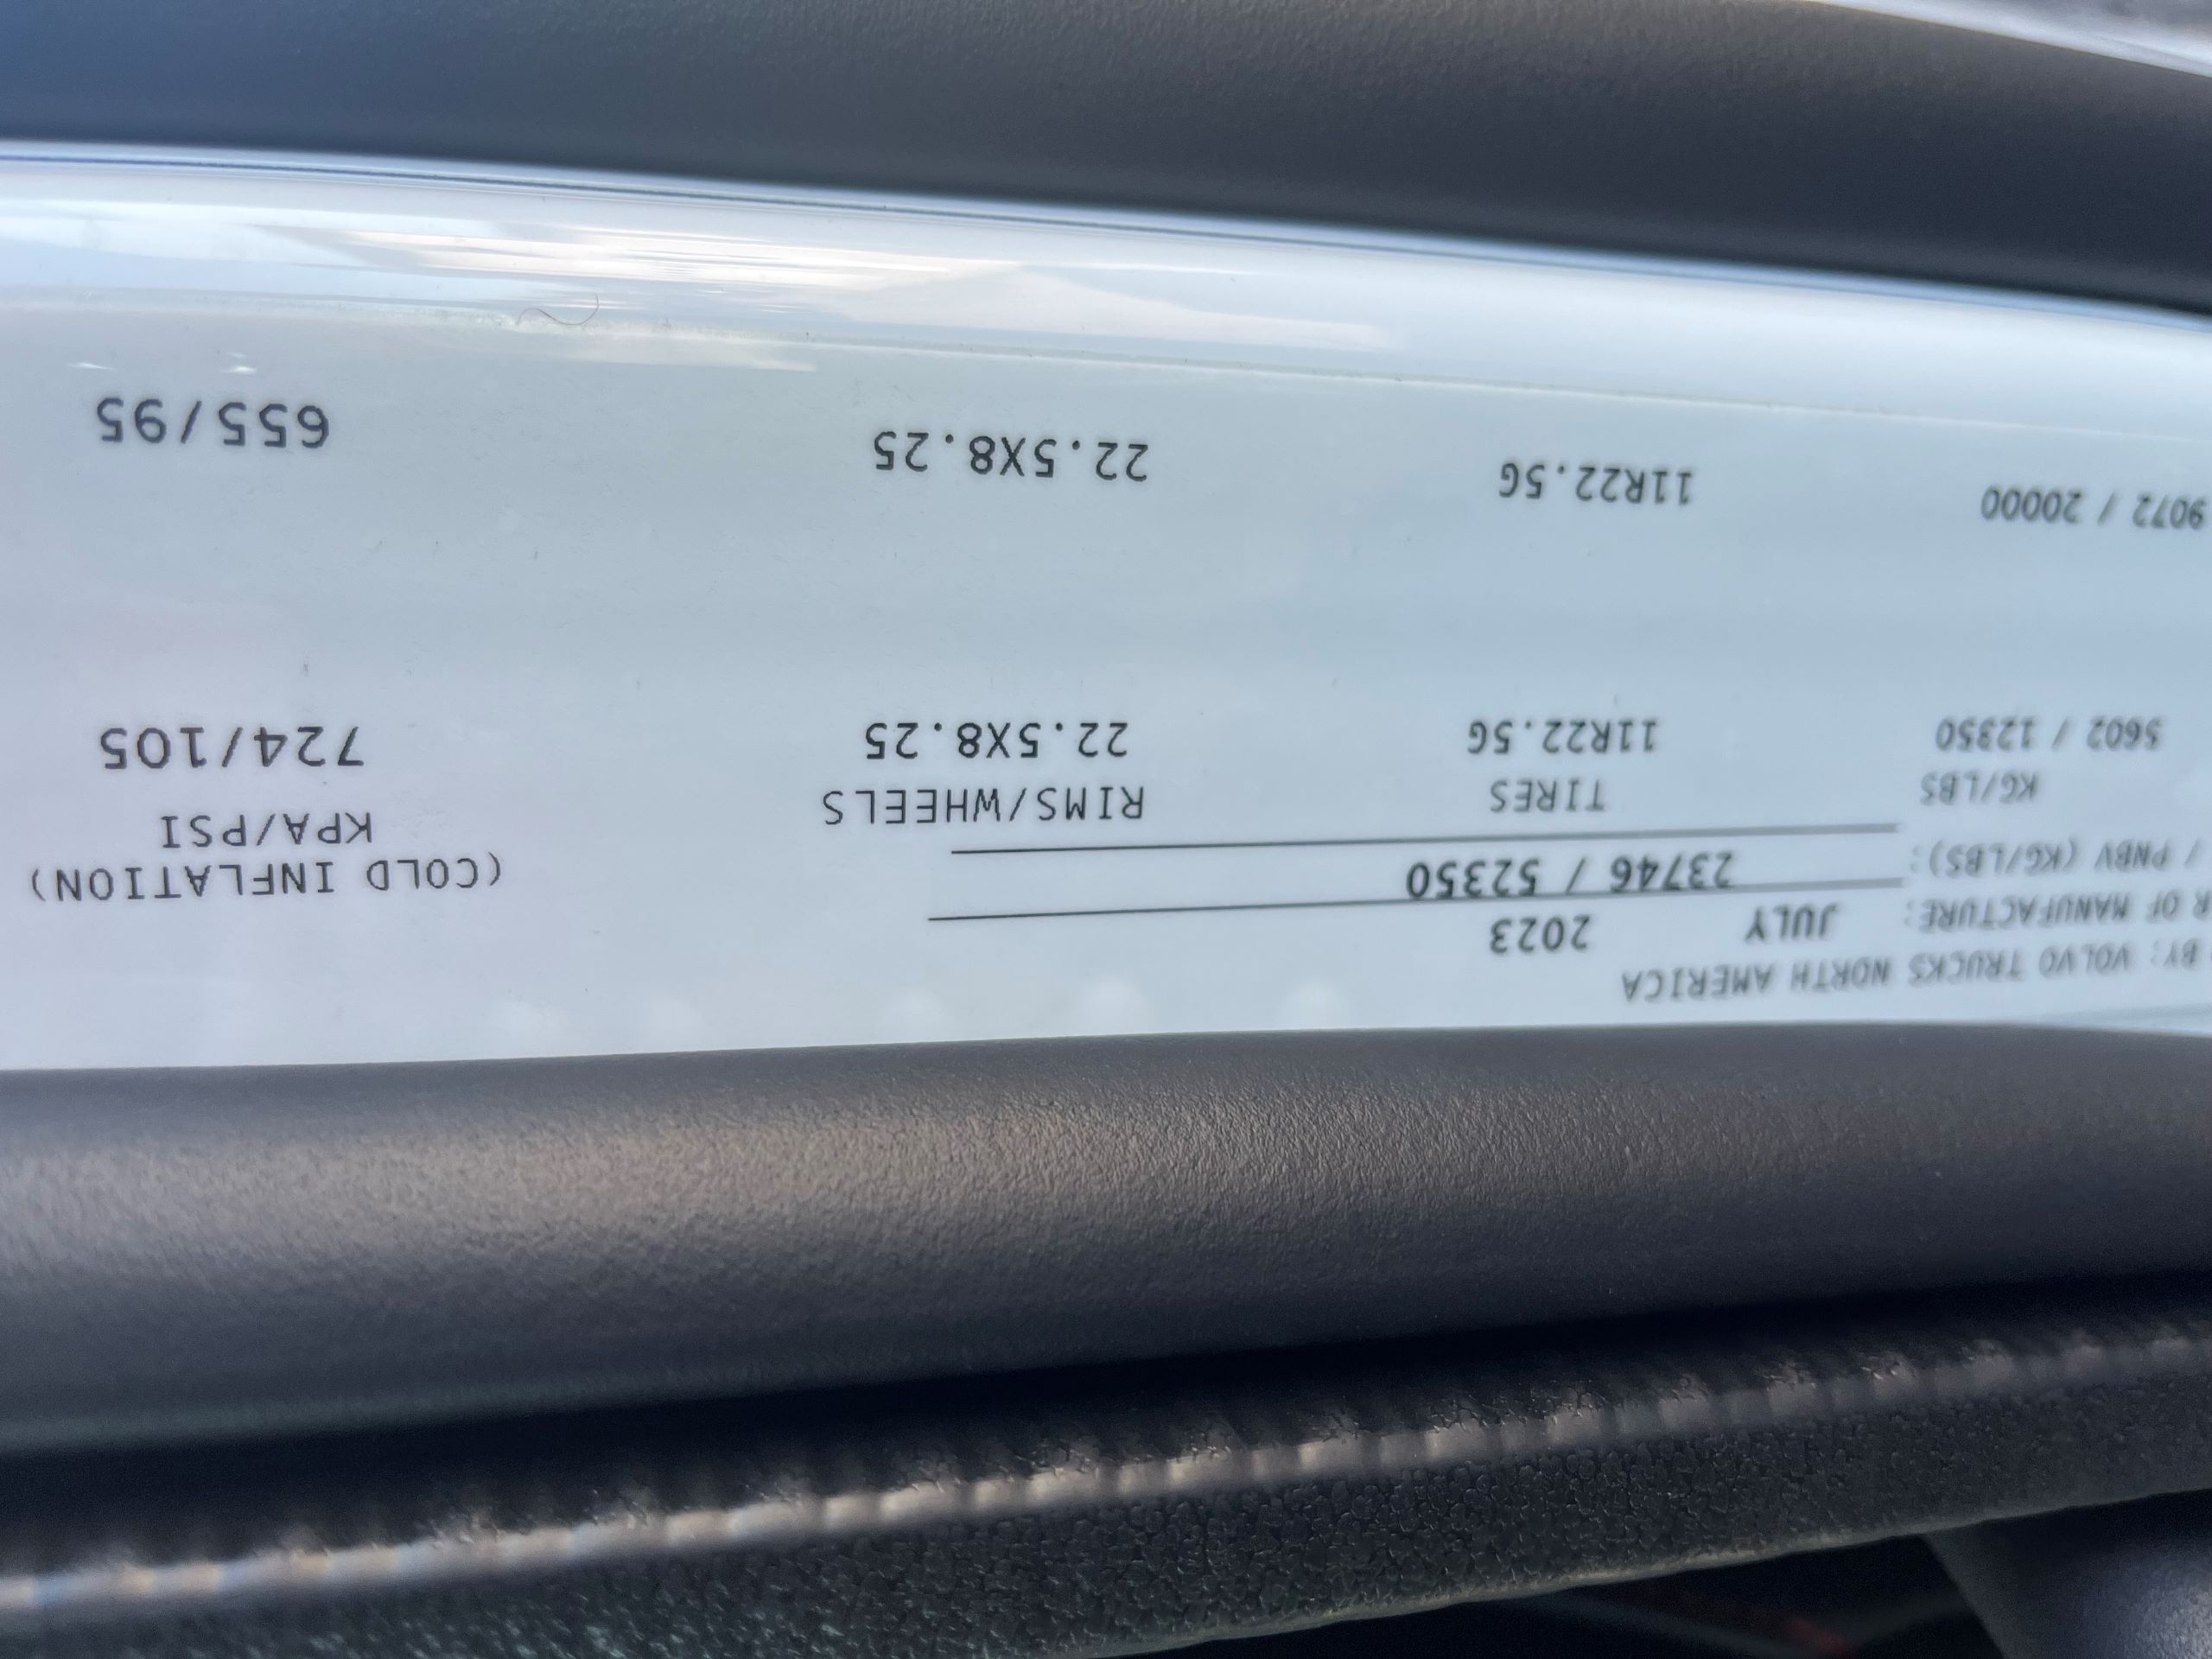 BY: VOLVO TRUCKS NORTH AMERICA
R OF MANUFACTURE: JULY 2023
/ PNBV (KG/LBS): 23746 / 52350
(COLD INFLATION)
KG/LBS TIRES RIMS/WHEELS KPA/PSI
5602 / 12350 11R22.5G 22.5X8.25 724/105
9072 / 20000 11R22.5G 22.5X8.25 655/95